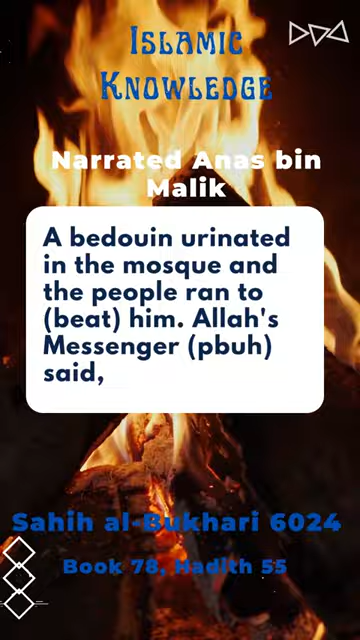 Islamic
Knowledge
Narrated Anas bin
Malik
A bedouin urinated
in the mosque and
the people ran to
(beat) him. Allah's
Messenger (pbuh)
said,
Sahih al-Bukhari 6024
Book 78, Hadith 55